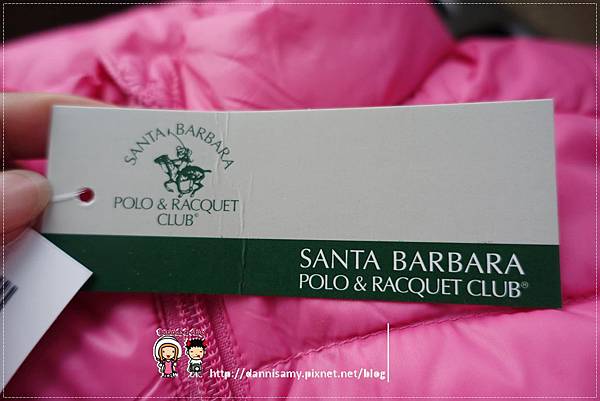 SANTA BARBARA
POLO & RACQUET
CLUB®
SANTA BARBARA
POLO & RACQUET CLUB®
http://dannisamy.pixnet.net/blog